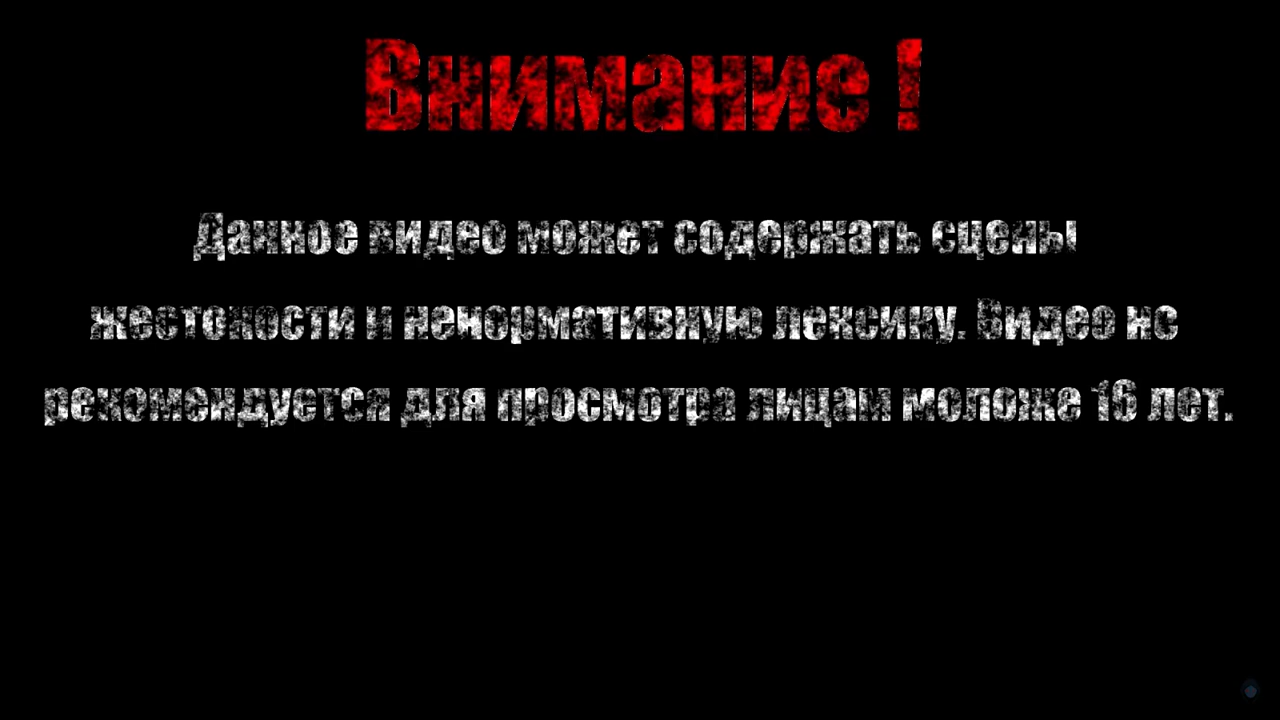 Внимание !
Данное видео может содержать сцены
жестокости и ненормативную лексику. Видео не
рекомендуется для просмотра лицам моложе 16 лет.